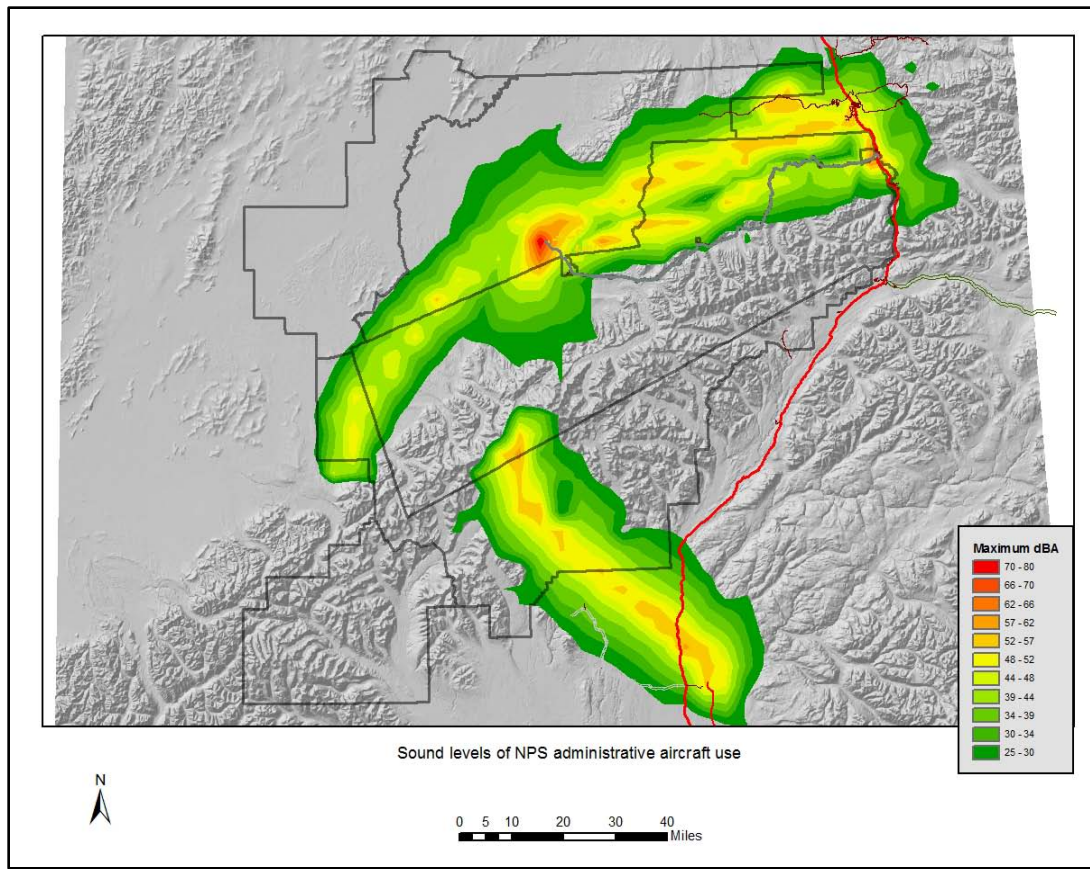 Maximum dBA
70 - 80
66 - 70
62 - 66
57 - 62
52 - 57
48 - 52
44 - 48
39 - 44
34 - 39
30 - 34
25 - 30
Sound levels of NPS administrative aircraft use
N
0 5 10 20 30 40
Miles